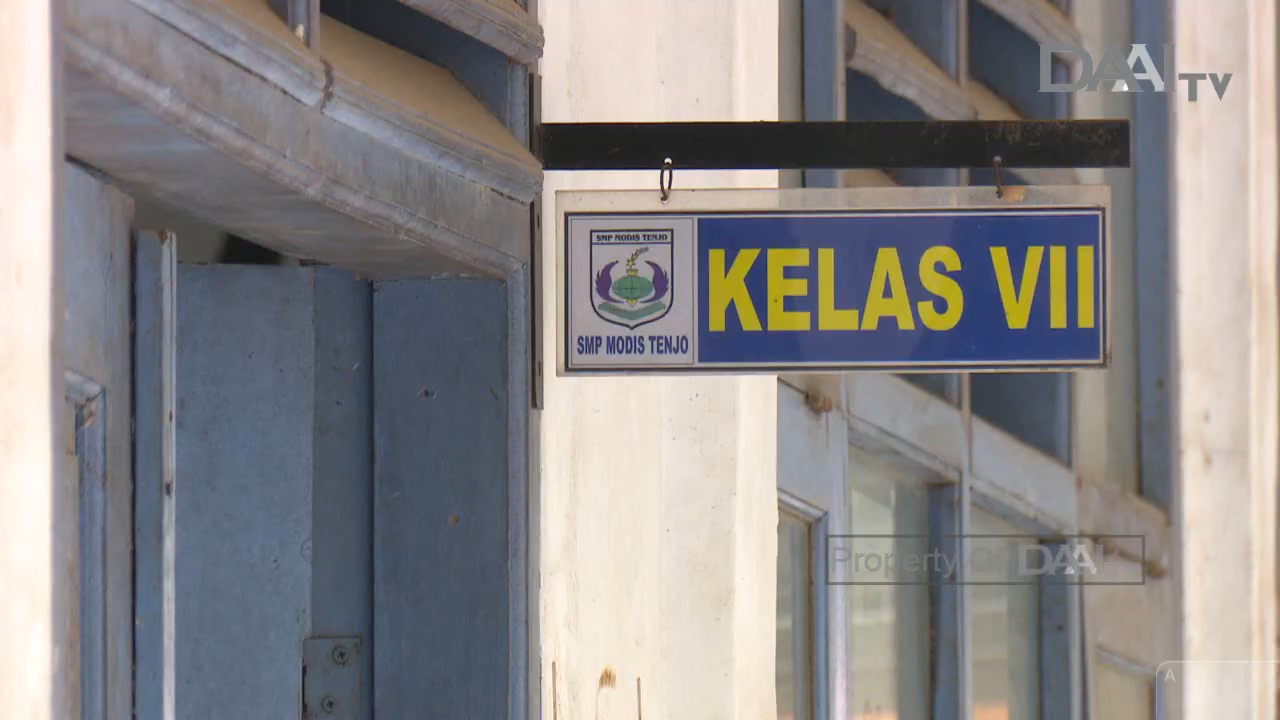 DAAI TV
SMP MODIS TENJO
KELAS VII
SMP MODIS TENJO
Property Of DAAI
A